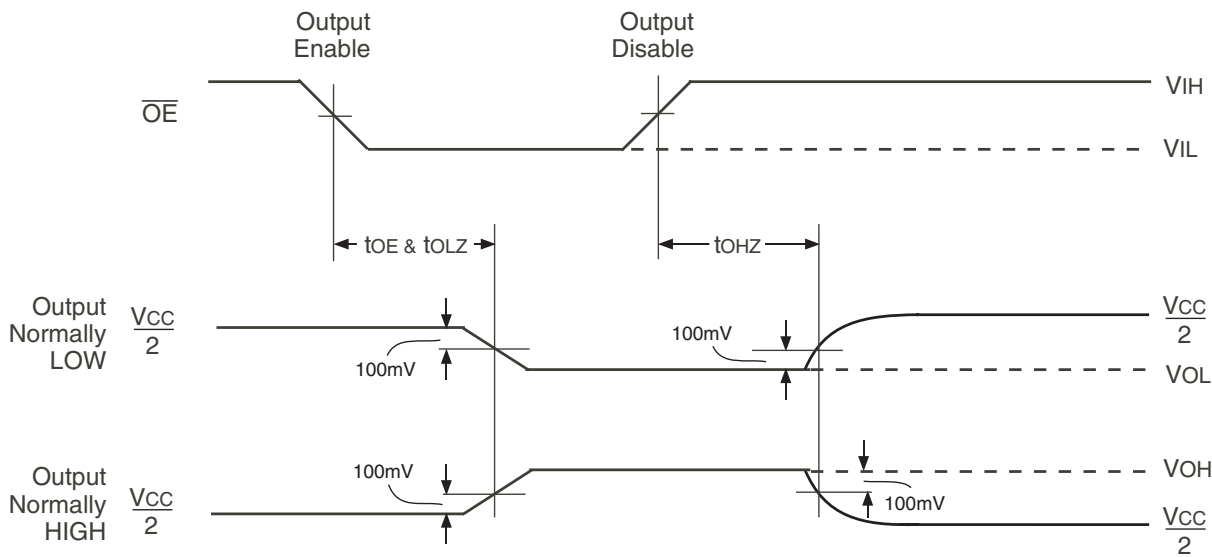 Output
Enable
Output
Disable
OE
VIH
VIL
tOE & tOLZ
tOHZ
Output
Normally
LOW
VCC
2
100mV
100mV
VCC
2
VOL
Output
Normally
HIGH
VCC
2
100mV
100mV
VOH
VCC
2